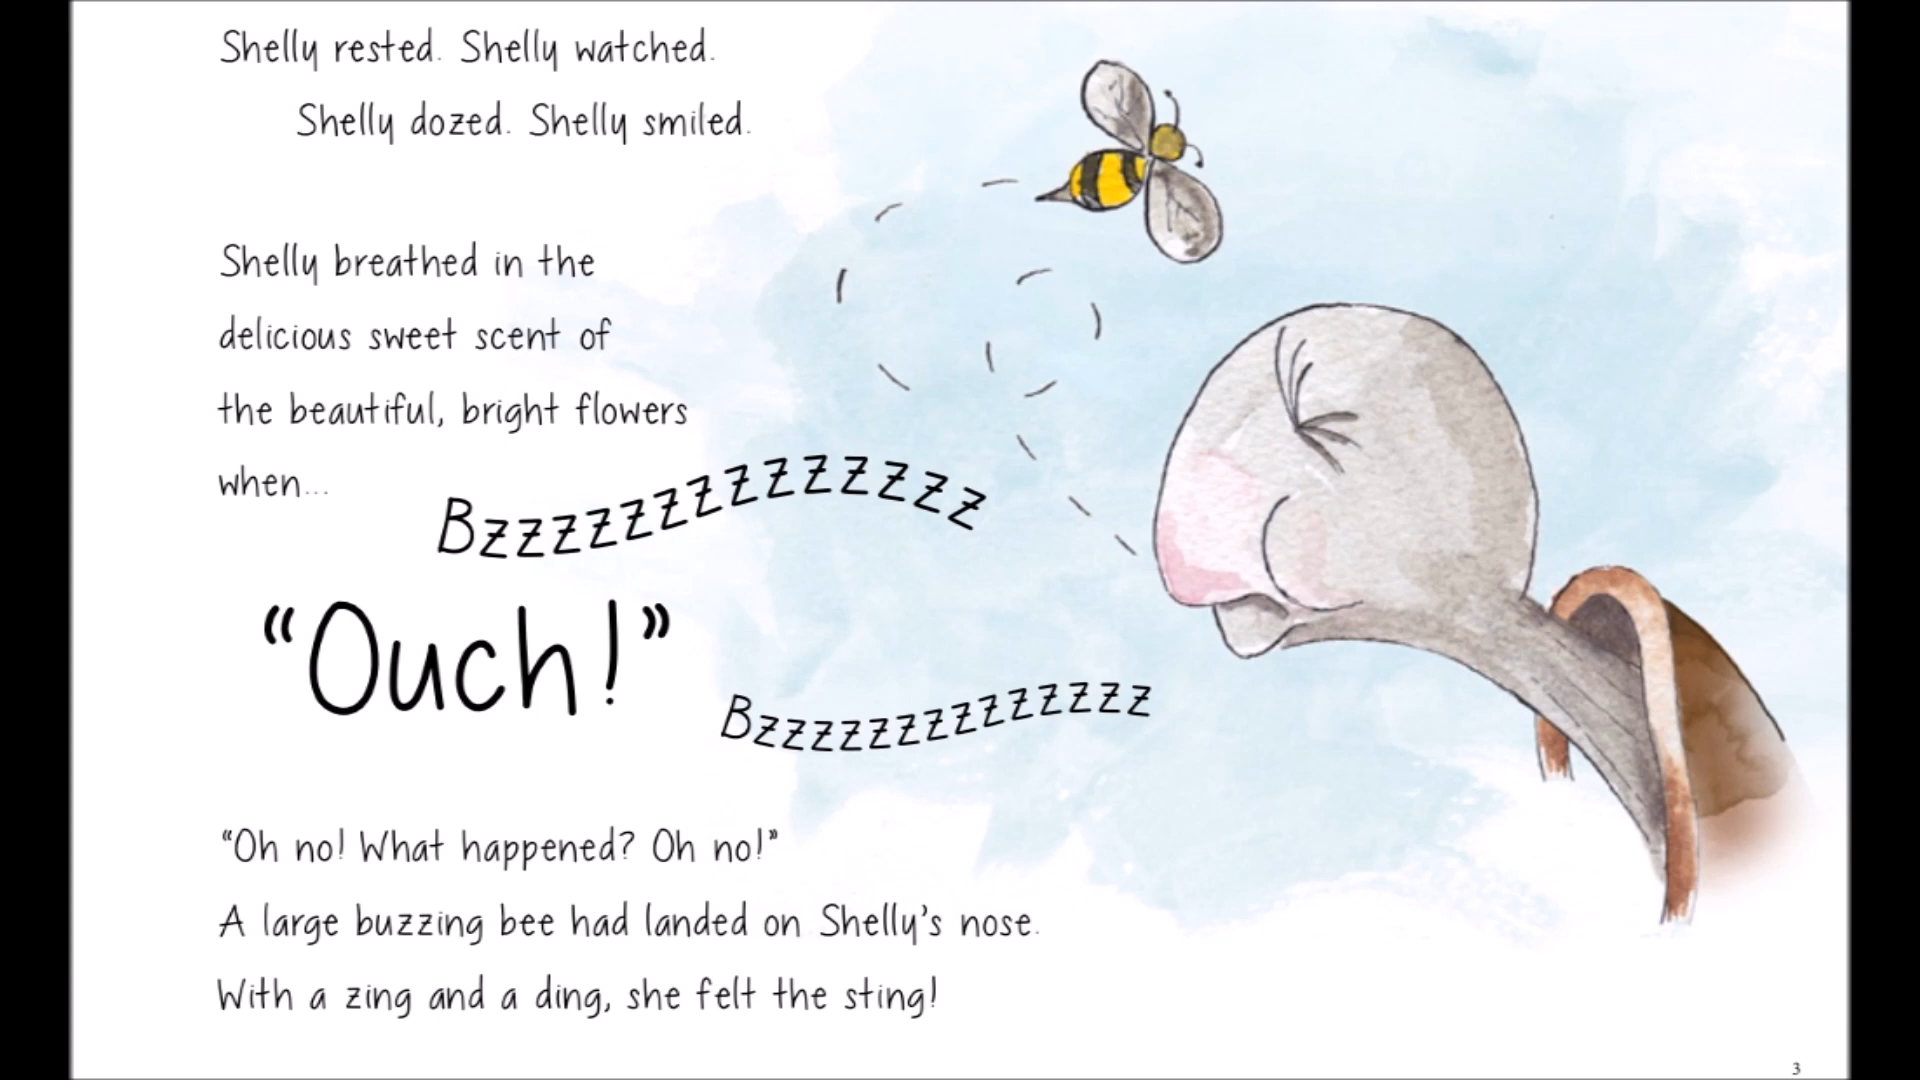 Shelly rested. Shelly watched.
Shelly dozed. Shelly smiled.
Shelly breathed in the
delicious sweet scent of
the beautiful, bright flowers
when...
Bzzzzzzzzzzzzzz
“Ouch!”
Bzzzzzzzzzzzzzz
“Oh no! What happened? Oh no!”
A large buzzing bee had landed on Shelly’s nose.
With a zing and a ding, she felt the sting!
3